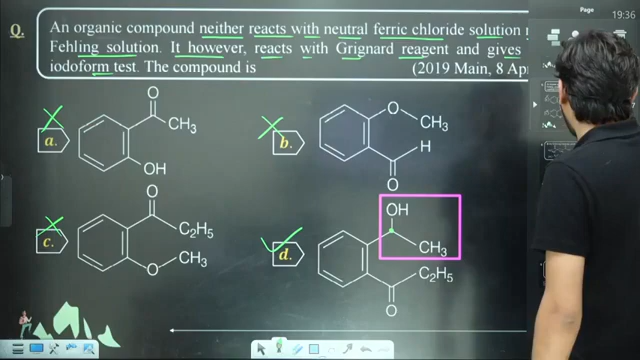 19:36
Q. An organic compound neither reacts with neutral ferric chloride solution
Fehling solution. It however, reacts with Grignard reagent and gives
iodoform test. The compound is (2019 Main, 8 Apr
a.
O
CH₃
OH
b.
O
CH₃
H
O
c.
O
C₂H₅
O
CH₃
d.
OH
CH₃
C₂H₅
O